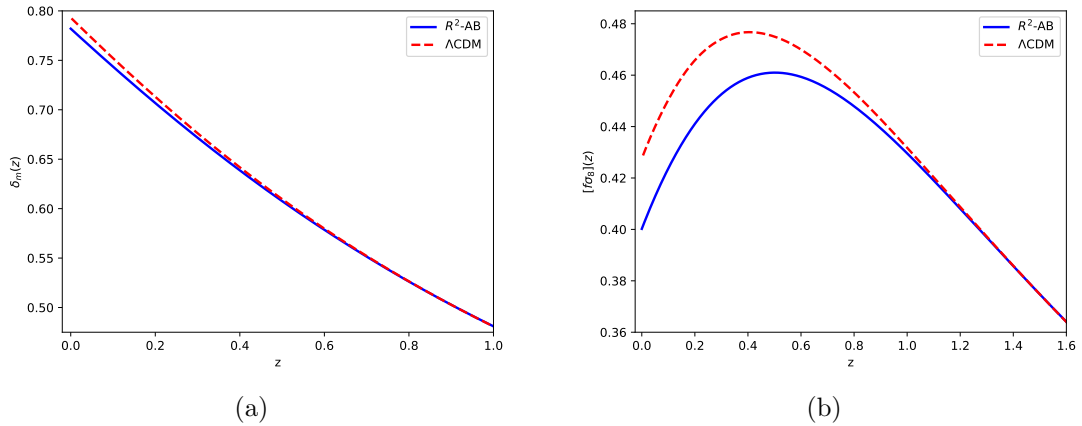 0.80
0.75
0.70
0.65
0.60
0.55
0.50
δm(z)
0.0 0.2 0.4 0.6 0.8 1.0
z
R²-AB
ΛCDM
(a)
0.48
0.46
0.44
0.42
0.40
0.38
0.36
[fσ8](z)
0.0 0.2 0.4 0.6 0.8 1.0 1.2 1.4 1.6
z
R²-AB
ΛCDM
(b)